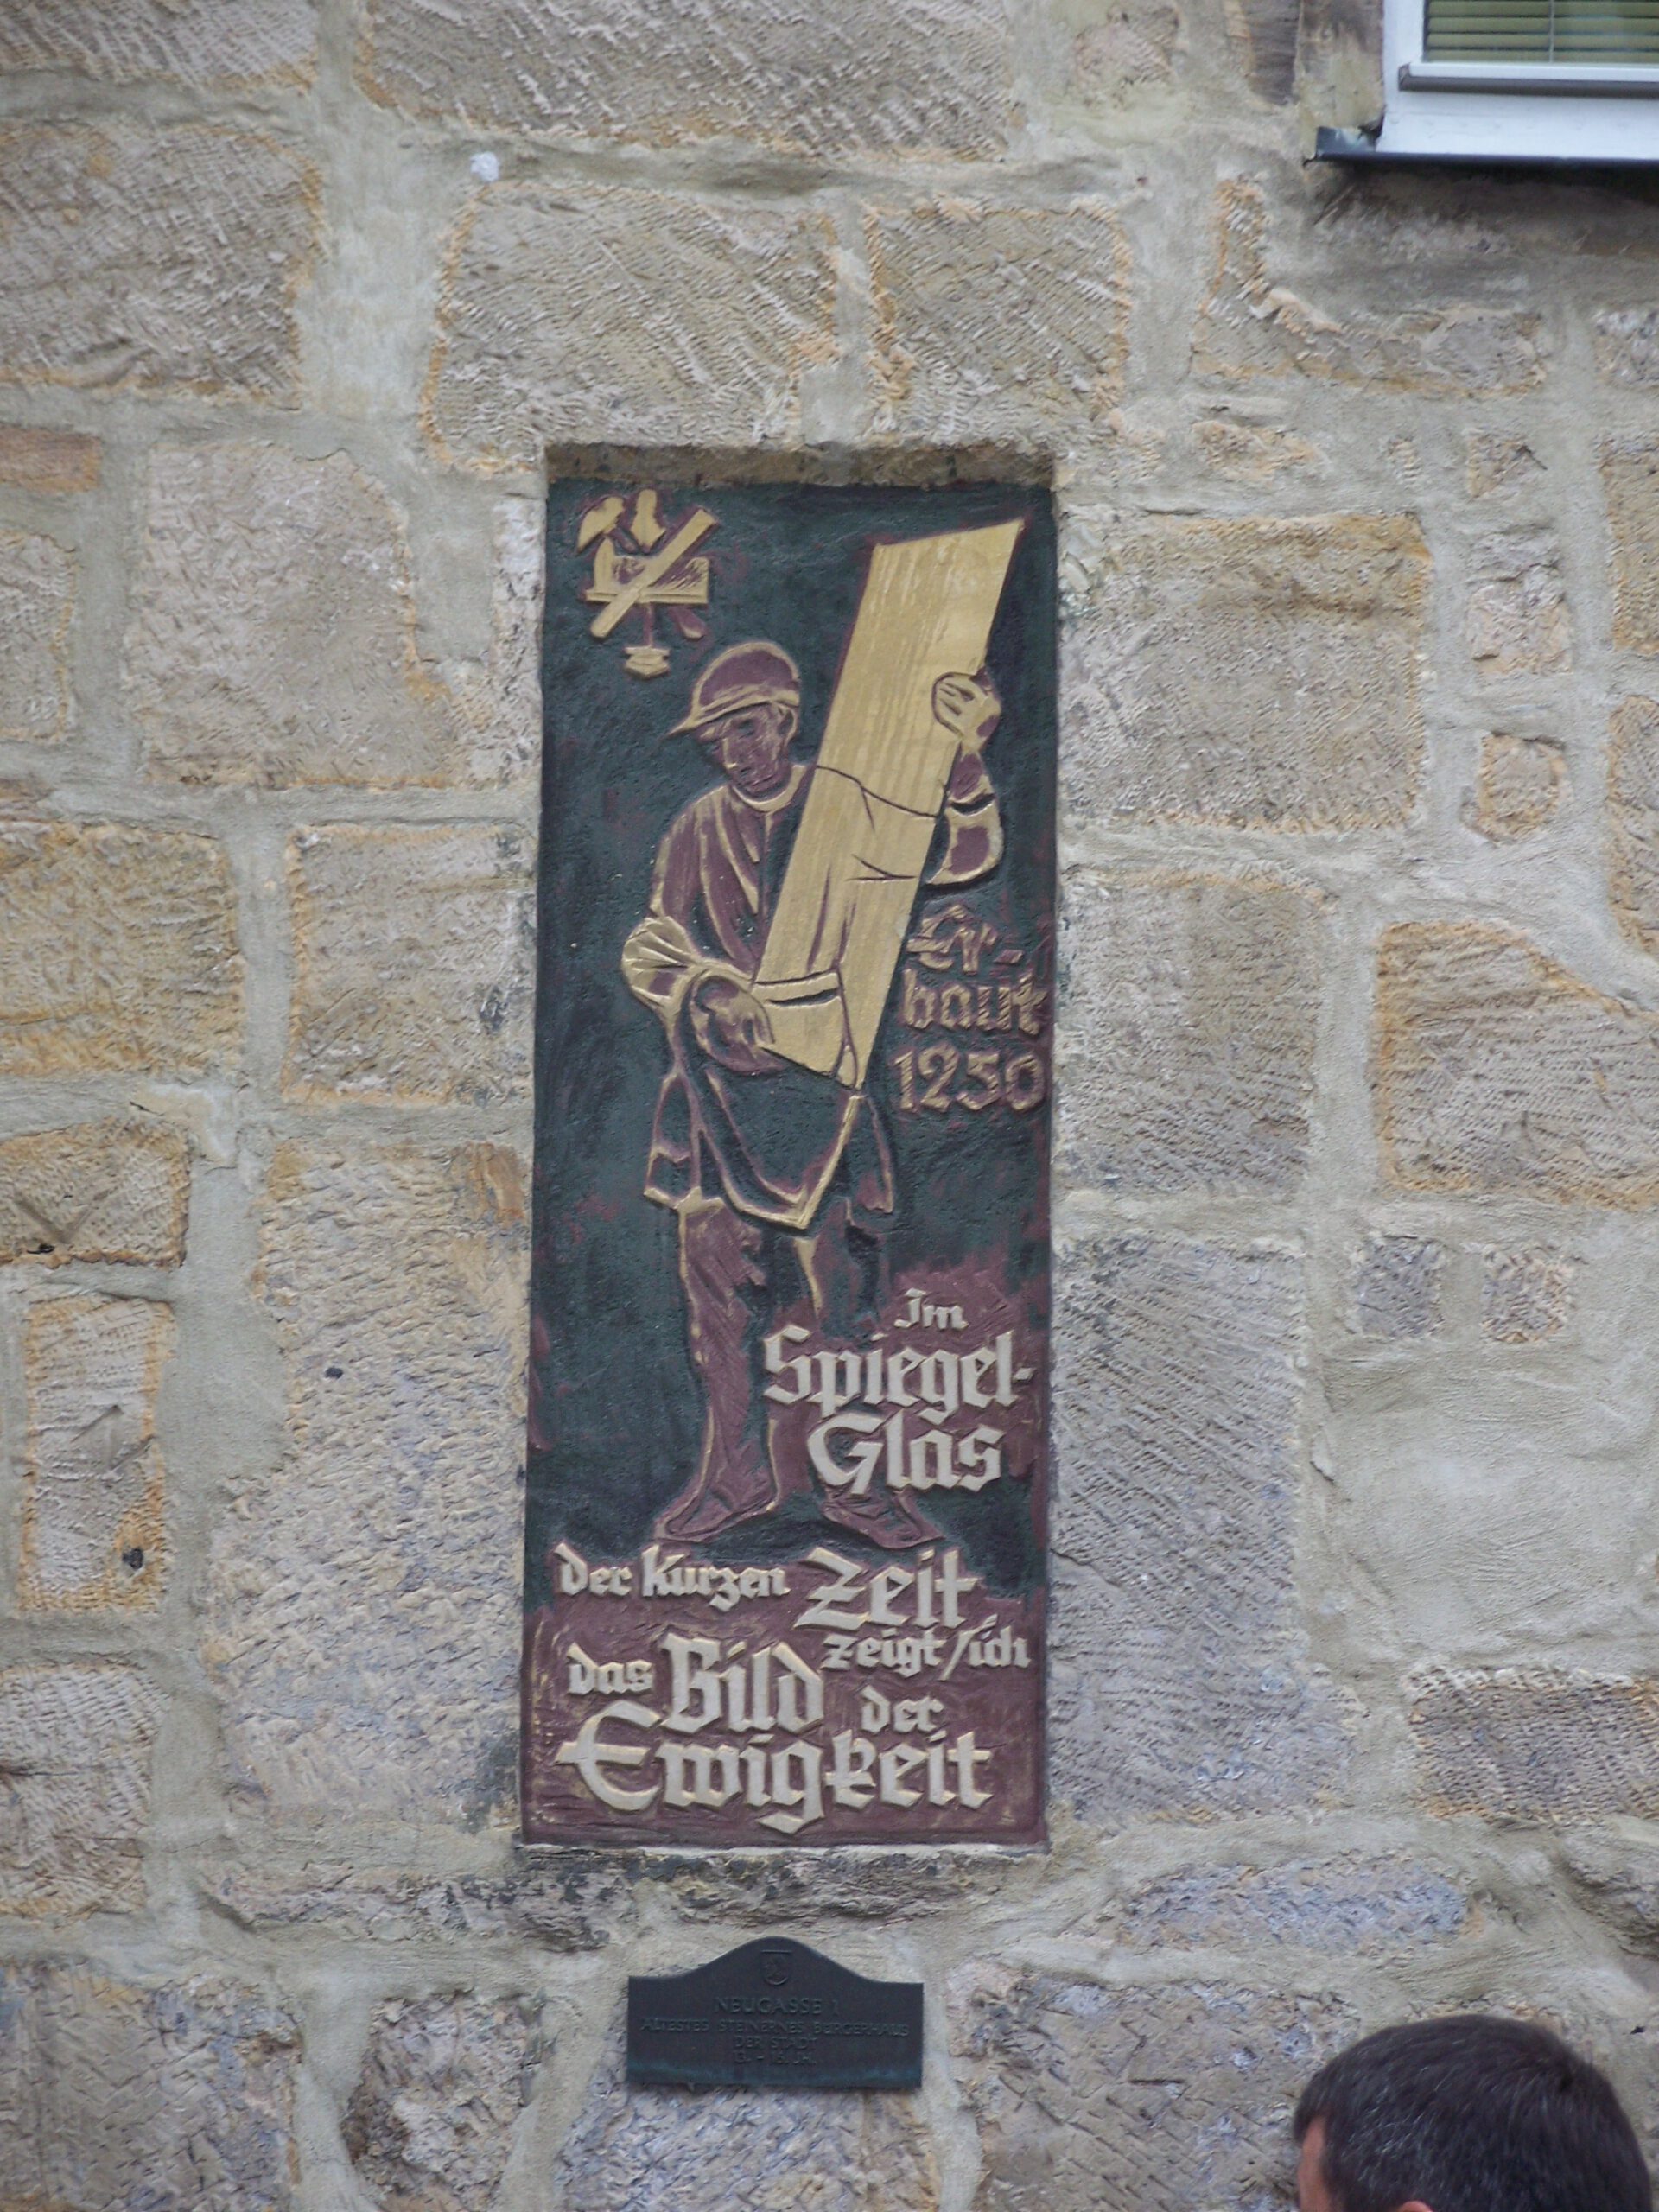 Er-
baut
1250
Im
Spiegel-
Glas
der kurzen Zeit
zeigt sich
das Bild der
Ewigkeit
NEUGASSE 1
ÄLTESTES STEINERNES BÜRGERHAUS
DER STADT